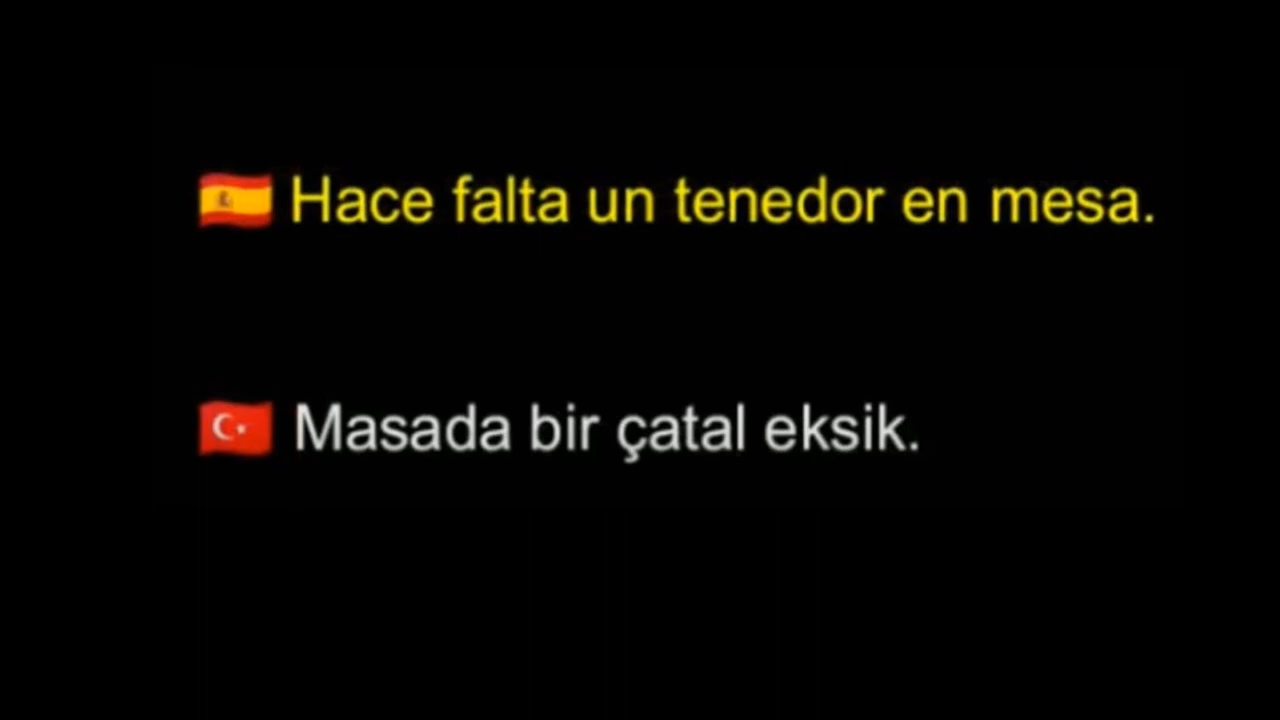 Hace falta un tenedor en mesa.
Masada bir çatal eksik.